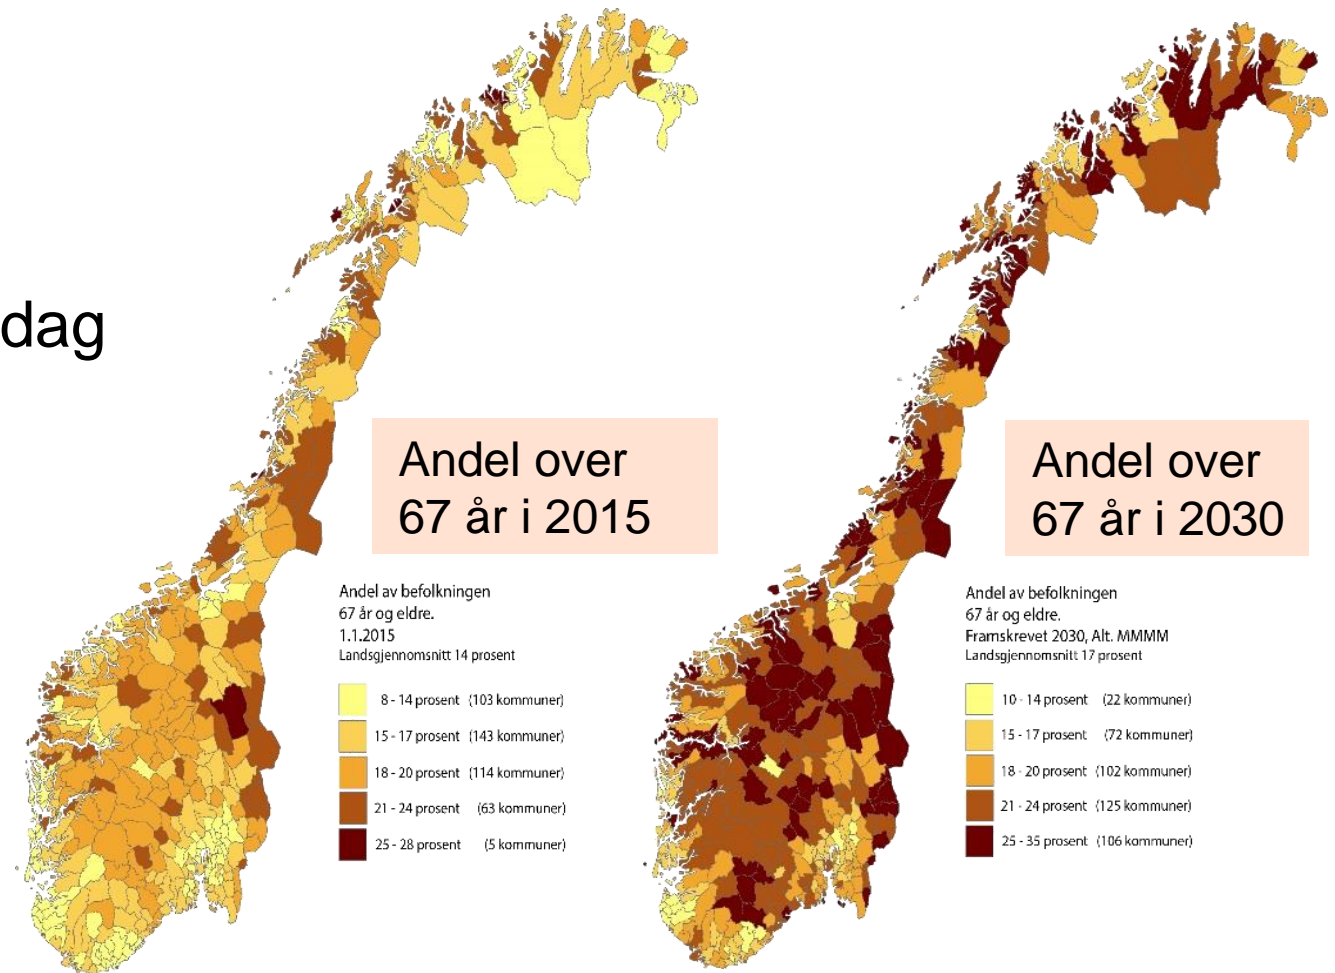 dag
Andel over
67 år i 2015
Andel av befolkningen
67 år og eldre.
1.1.2015
Landsgjennomsnitt 14 prosent
8 - 14 prosent (103 kommuner)
15 - 17 prosent (143 kommuner)
18 - 20 prosent (114 kommuner)
21 - 24 prosent (63 kommuner)
25 - 28 prosent (5 kommuner)
Andel over
67 år i 2030
Andel av befolkningen
67 år og eldre.
Framskrevet 2030, Alt. MMMM
Landsgjennomsnitt 17 prosent
10 - 14 prosent (22 kommuner)
15 - 17 prosent (72 kommuner)
18 - 20 prosent (102 kommuner)
21 - 24 prosent (125 kommuner)
25 - 35 prosent (106 kommuner)